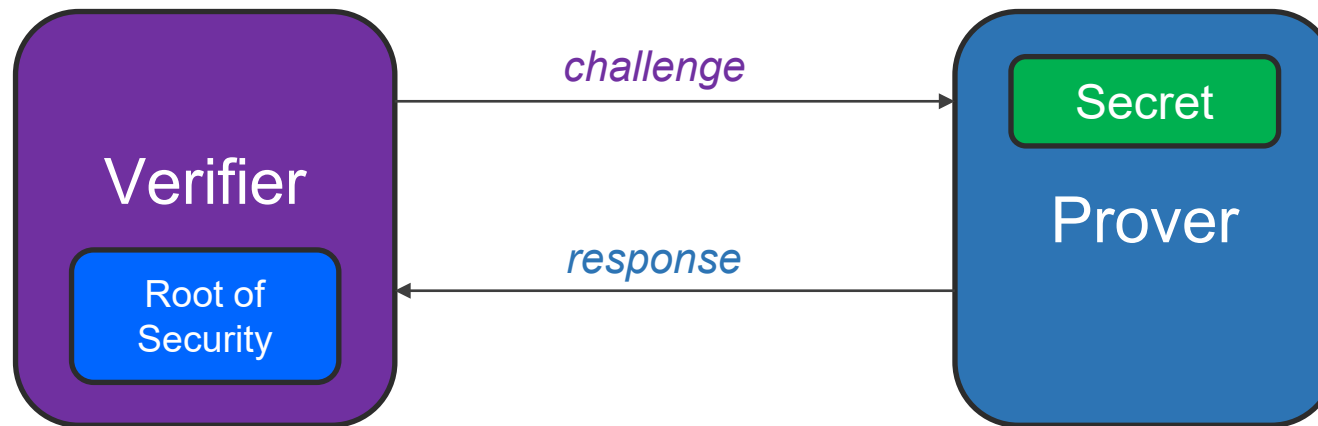 challenge
Secret
Verifier
Prover
response
Root of
Security